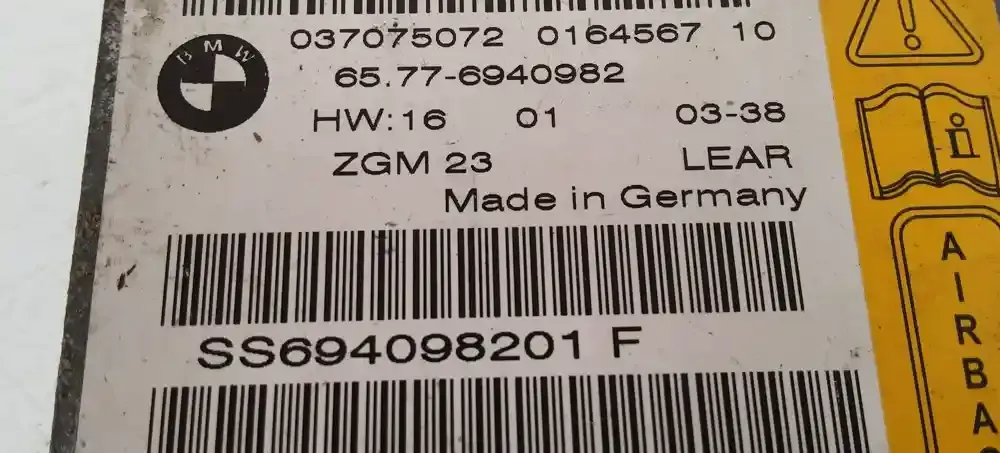 037075072 0164567 10
BMW
65.77-6940982
HW:16 01 03-38
ZGM 23 LEAR
Made in Germany
SS694098201 F
AIRBA